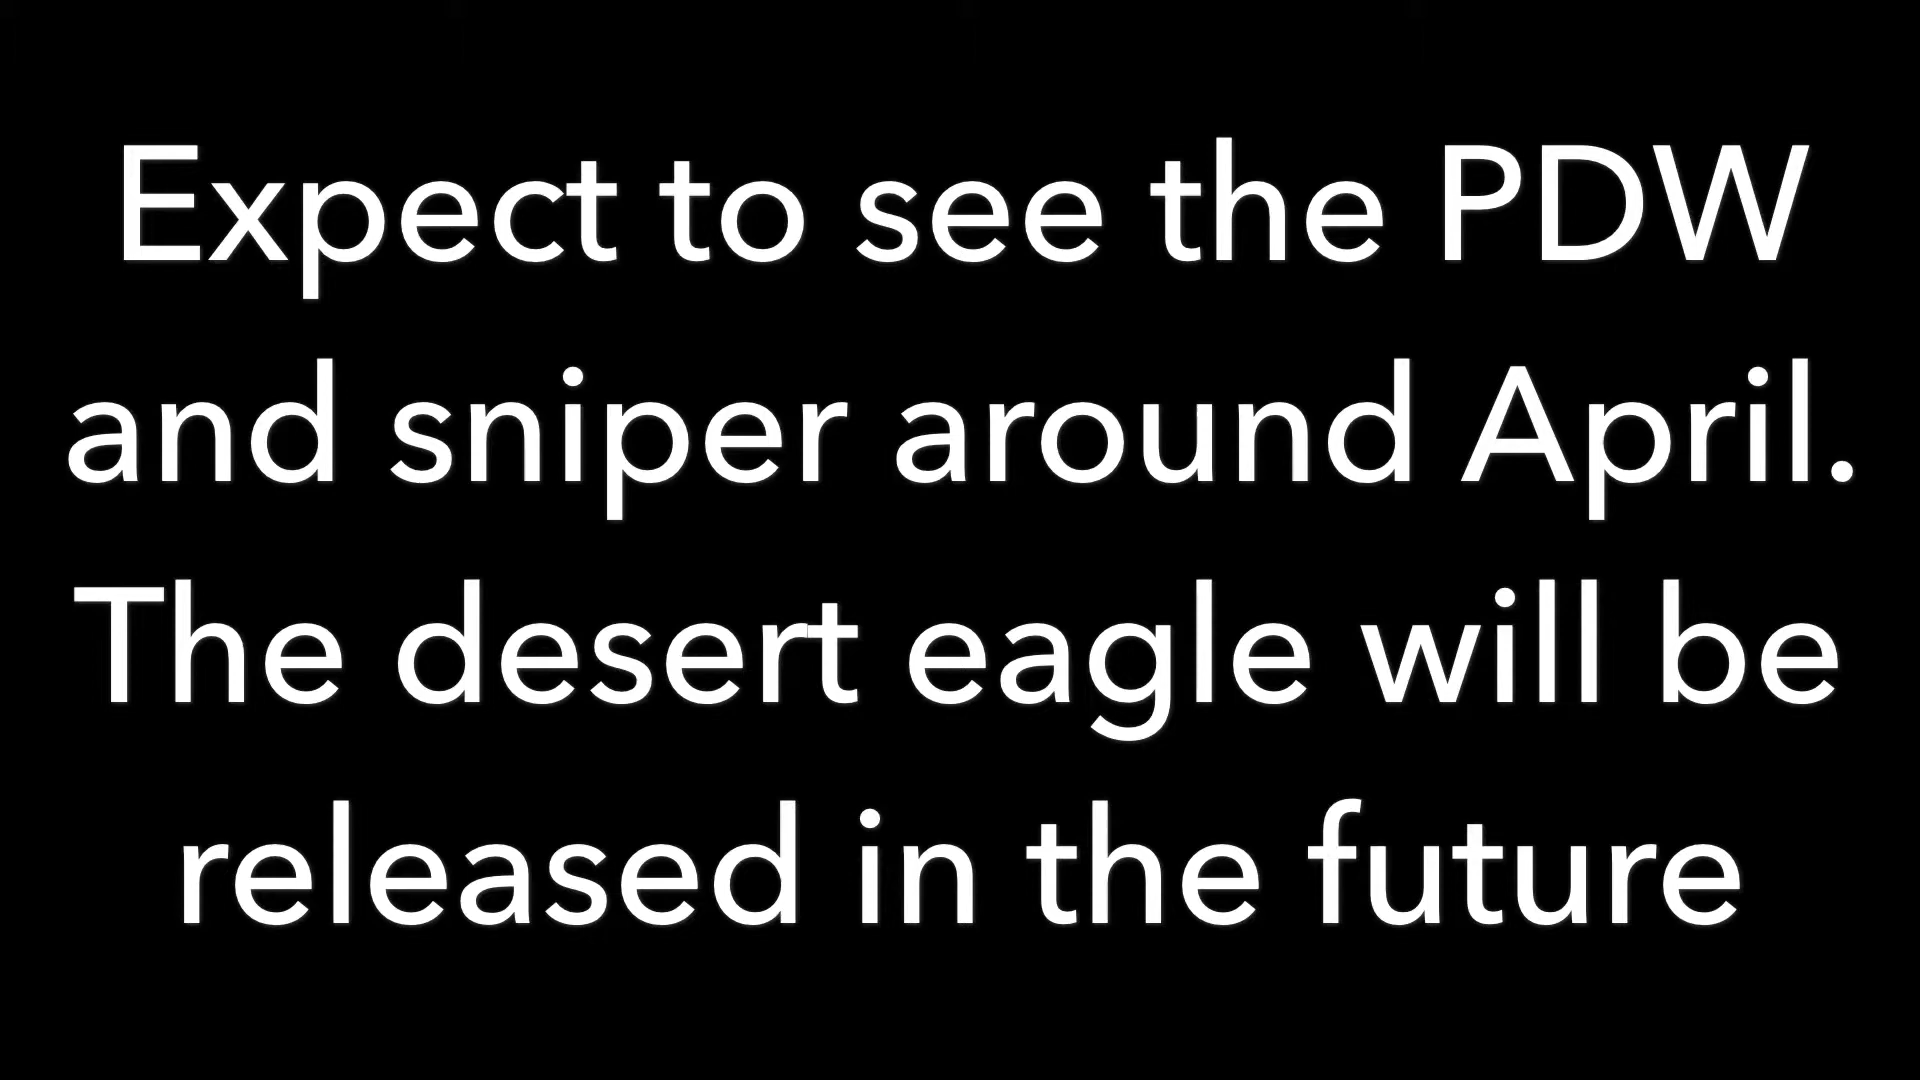 Expect to see the PDW
and sniper around April.
The desert eagle will be
released in the future